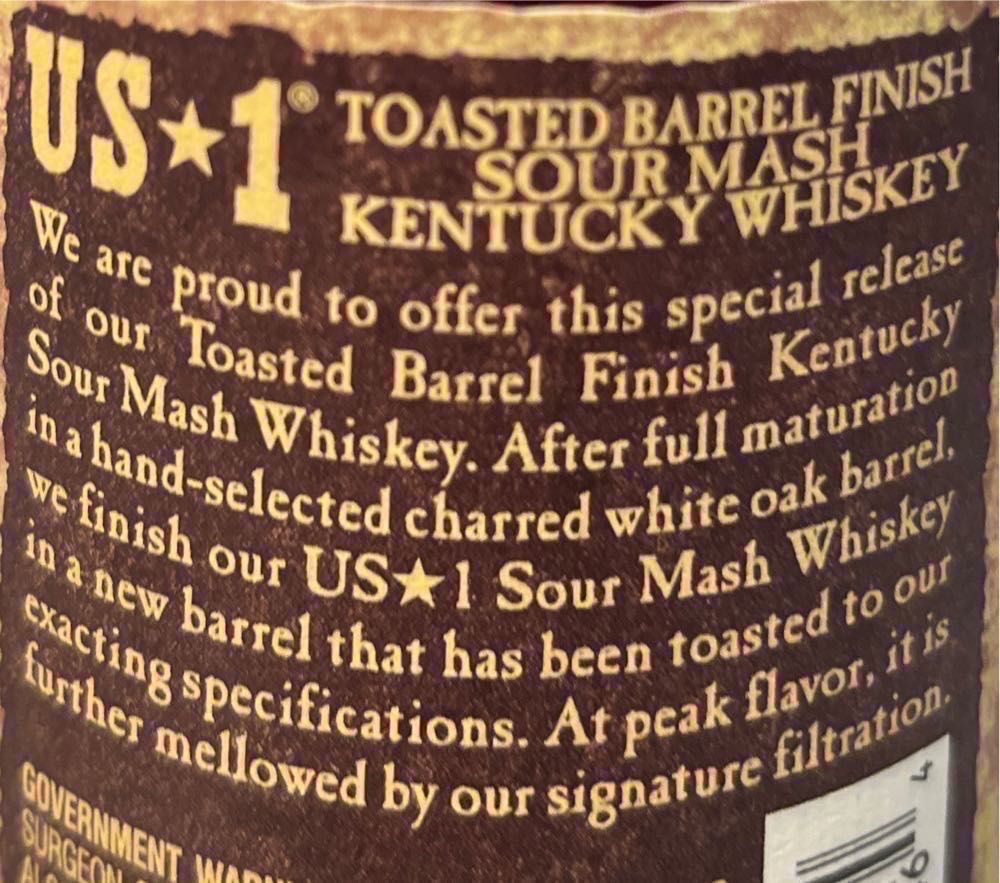 US★1® TOASTED BARREL FINISH
SOUR MASH
KENTUCKY WHISKEY
We are proud to offer this special release
of our Toasted Barrel Finish Kentucky
Sour Mash Whiskey. After full maturation
in a hand-selected charred white oak barrel,
we finish our US★1 Sour Mash Whiskey
in a new barrel that has been toasted to our
exacting specifications. At peak flavor, it is
further mellowed by our signature filtration.
GOVERNMENT
SURGEON
4
6